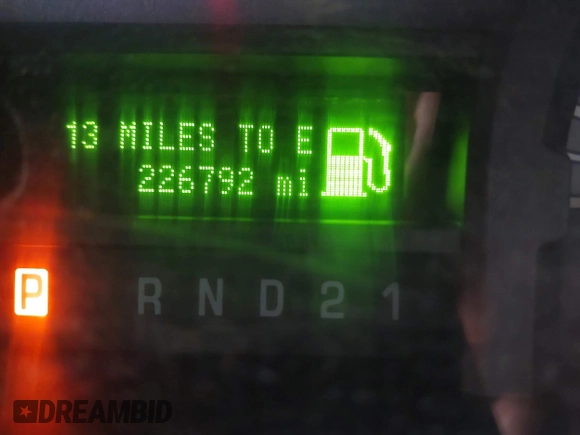 13 MILES TO E
226792 mi
P R N D 2 1
DREAMBID